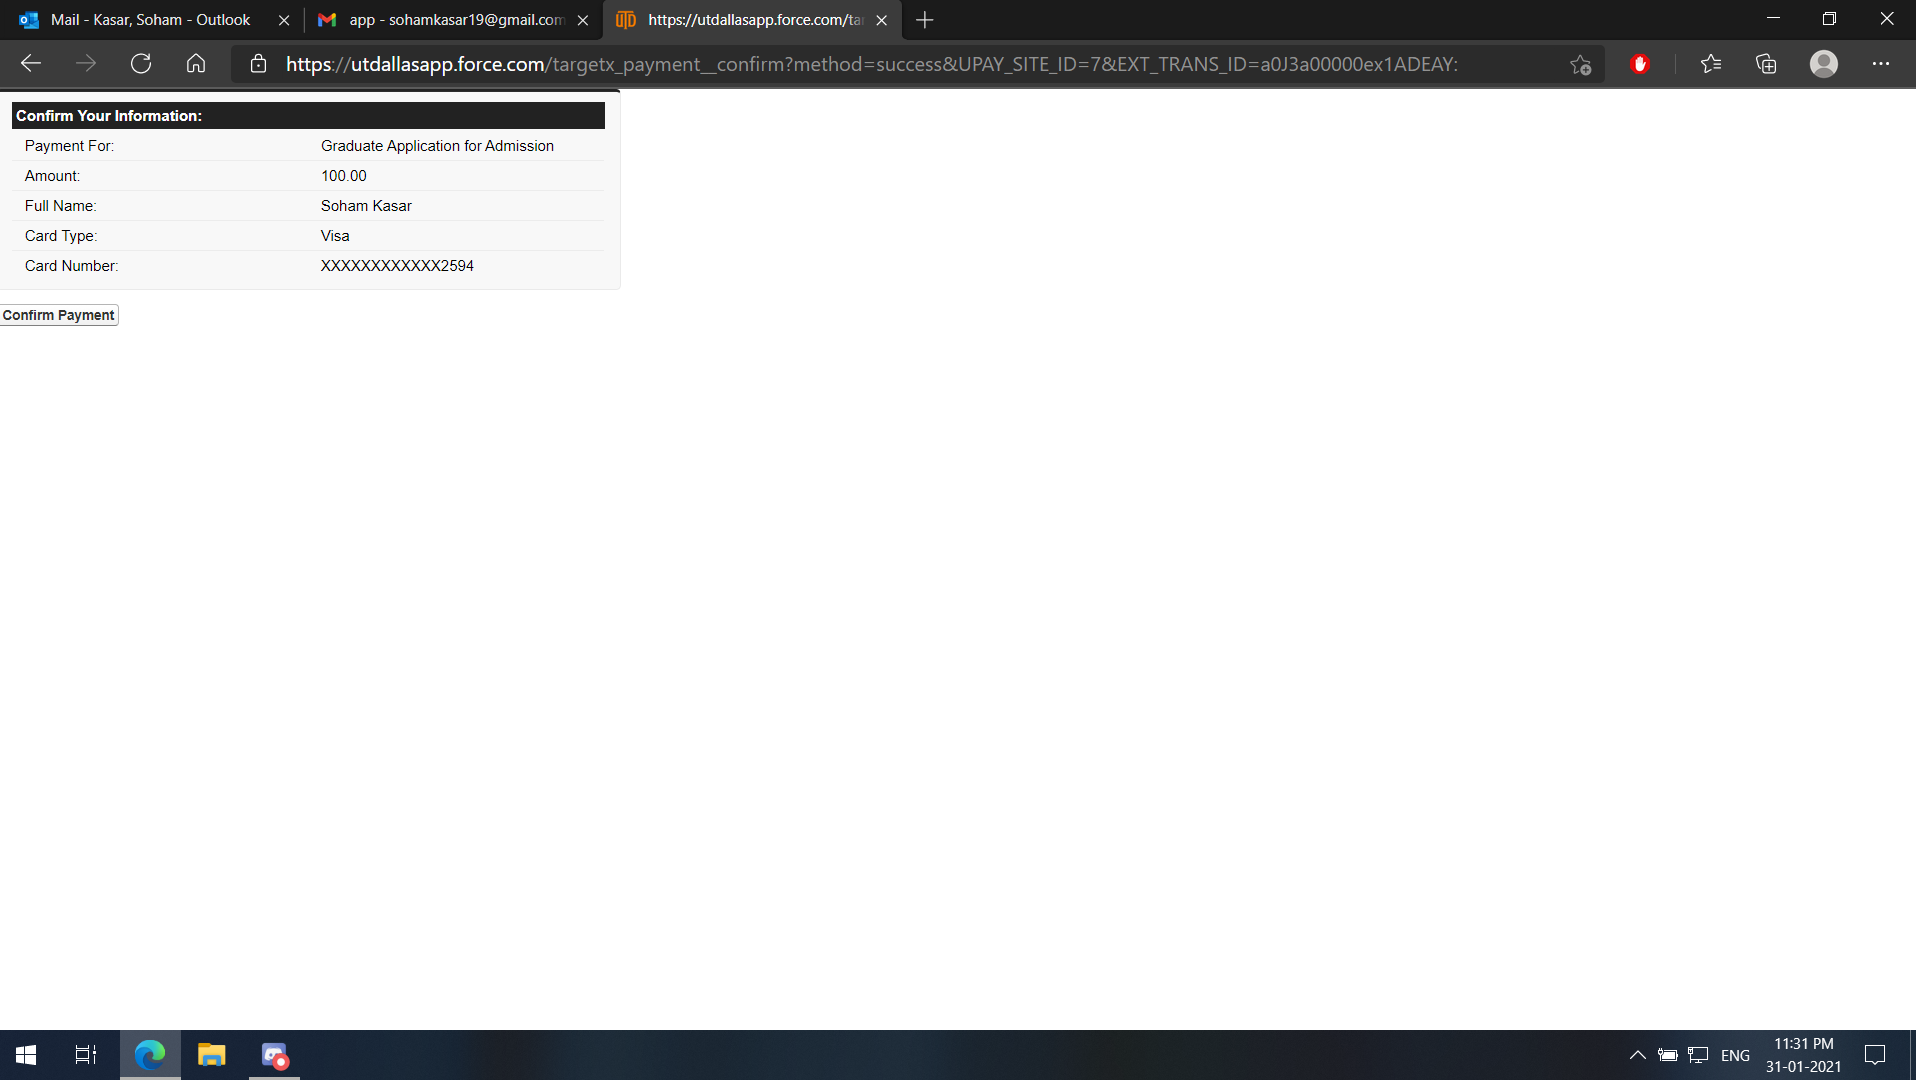 Mail - Kasar, Soham - Outlook
app - sohamkasar19@gmail.com
https://utdallasapp.force.com/tar
https://utdallasapp.force.com/targetx_payment__confirm?method=success&UPAY_SITE_ID=7&EXT_TRANS_ID=a0J3a00000ex1ADEAY:
Confirm Your Information:
Payment For: Graduate Application for Admission
Amount: 100.00
Full Name: Soham Kasar
Card Type: Visa
Card Number: XXXXXXXXXXXX2594
Confirm Payment
ENG
11:31 PM
31-01-2021